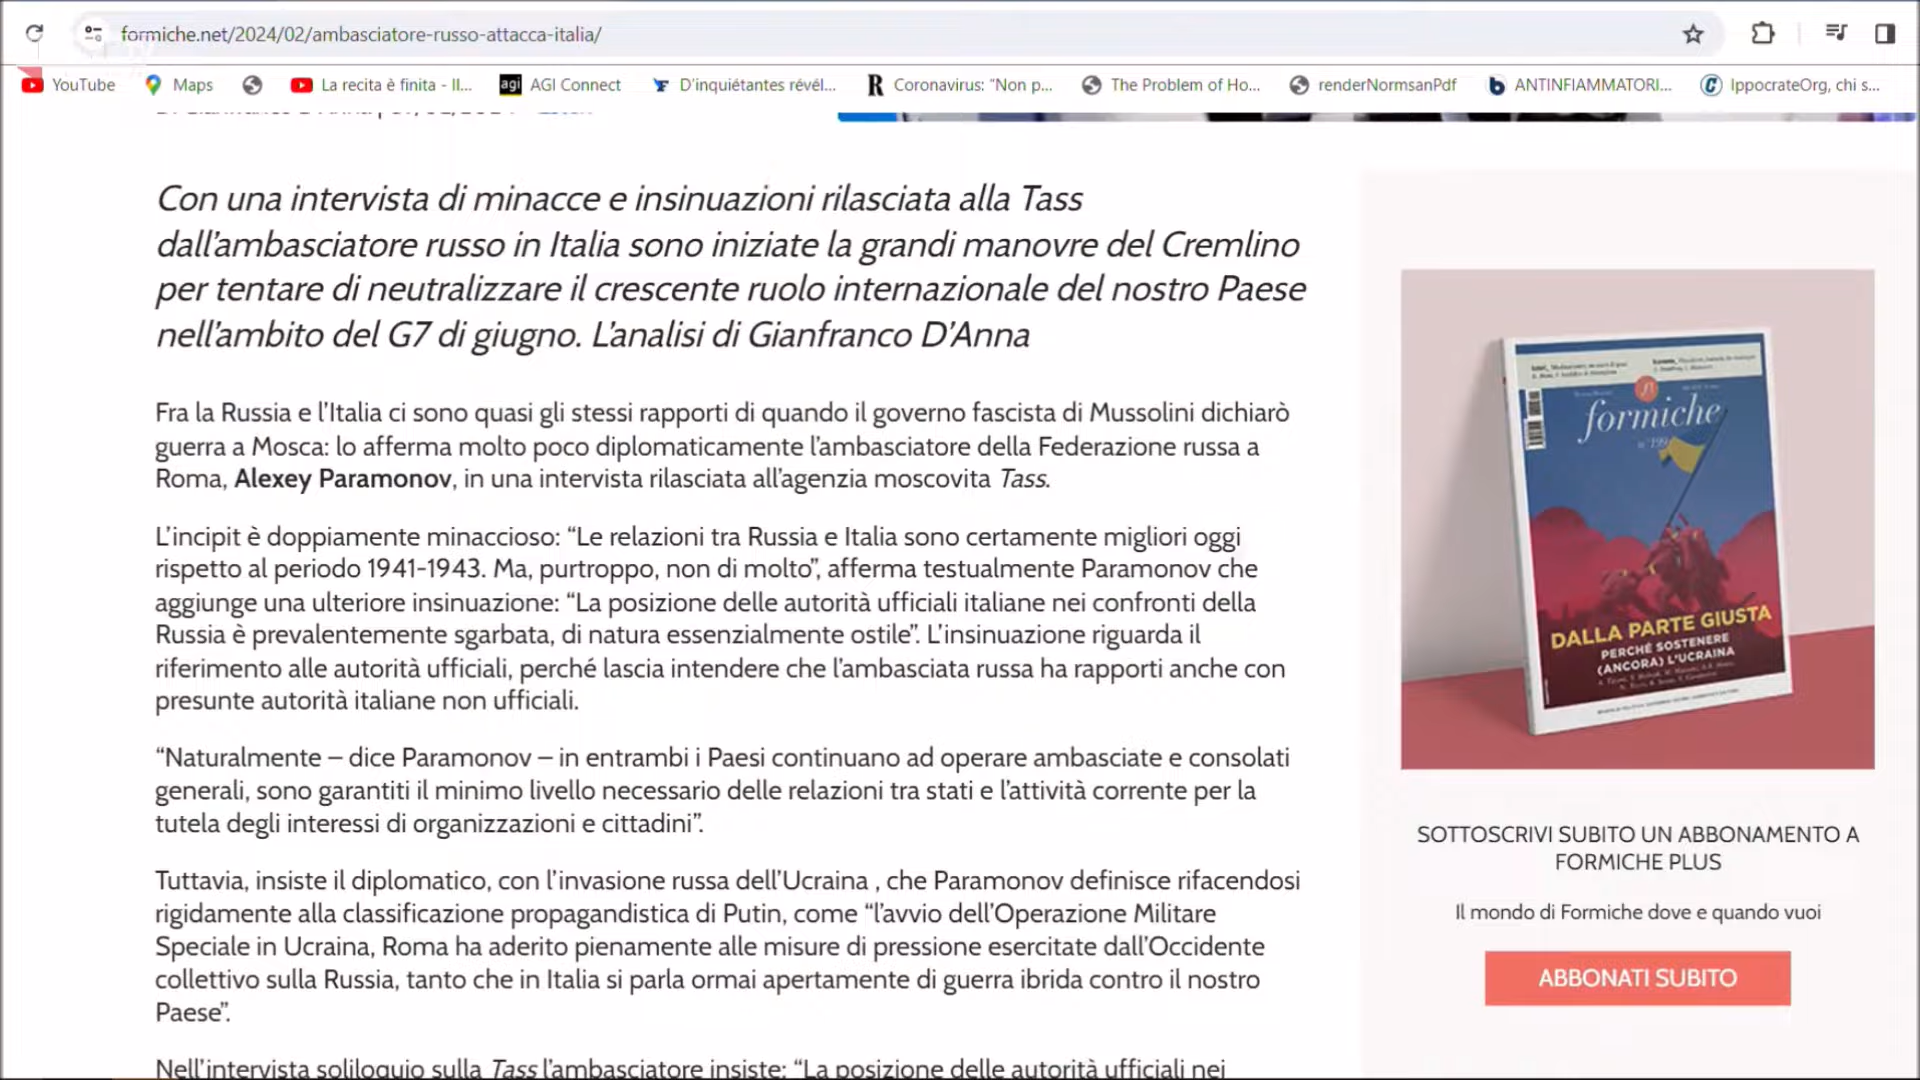 formiche.net/2024/02/ambasciatore-russo-attacca-italia/
YouTube
Maps
La recita è finita - Il...
agi
AGI Connect
D'inquiétantes révél...
R
Coronavirus: "Non p...
The Problem of Ho...
renderNormsanPdf
b
ANTINFIAMMATORI...
C
IppocrateOrg, chi s...
Con una intervista di minacce e insinuazioni rilasciata alla Tass
dall'ambasciatore russo in Italia sono iniziate la grandi manovre del Cremlino
per tentare di neutralizzare il crescente ruolo internazionale del nostro Paese
nell'ambito del G7 di giugno. L'analisi di Gianfranco D'Anna
Fra la Russia e l'Italia ci sono quasi gli stessi rapporti di quando il governo fascista di Mussolini dichiarò
guerra a Mosca: lo afferma molto poco diplomaticamente l'ambasciatore della Federazione russa a
Roma, Alexey Paramonov, in una intervista rilasciata all'agenzia moscovita Tass.
L'incipit è doppiamente minaccioso: “Le relazioni tra Russia e Italia sono certamente migliori oggi
rispetto al periodo 1941-1943. Ma, purtroppo, non di molto”, afferma testualmente Paramonov che
aggiunge una ulteriore insinuazione: “La posizione delle autorità ufficiali italiane nei confronti della
Russia è prevalentemente sgarbata, di natura essenzialmente ostile”. L'insinuazione riguarda il
riferimento alle autorità ufficiali, perché lascia intendere che l'ambasciata russa ha rapporti anche con
presunte autorità italiane non ufficiali.
“Naturalmente – dice Paramonov – in entrambi i Paesi continuano ad operare ambasciate e consolati
generali, sono garantiti il minimo livello necessario delle relazioni tra stati e l'attività corrente per la
tutela degli interessi di organizzazioni e cittadini”.
Tuttavia, insiste il diplomatico, con l'invasione russa dell'Ucraina , che Paramonov definisce rifacendosi
rigidamente alla classificazione propagandistica di Putin, come “l'avvio dell'Operazione Militare
Speciale in Ucraina, Roma ha aderito pienamente alle misure di pressione esercitate dall'Occidente
collettivo sulla Russia, tanto che in Italia si parla ormai apertamente di guerra ibrida contro il nostro
Paese”.
Nell'intervista soliloquio sulla Tass l'ambasciatore insiste: “La posizione delle autorità ufficiali nei
formiche
DALLA PARTE GIUSTA
PERCHÉ SOSTENERE
(ANCORA) L'UCRAINA
SOTTOSCRIVI SUBITO UN ABBONAMENTO A
FORMICHE PLUS
Il mondo di Formiche dove e quando vuoi
ABBONATI SUBITO